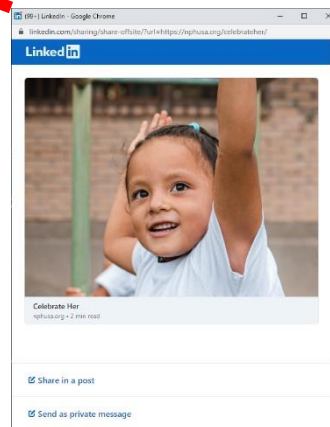 (99+) LinkedIn - Google Chrome
linkedin.com/sharing/share-offsite/?url=https://nphusa.org/celebrateher/
Linked in
Celebrate Her
nphusa.org • 2 min read
Share in a post
Send as private message